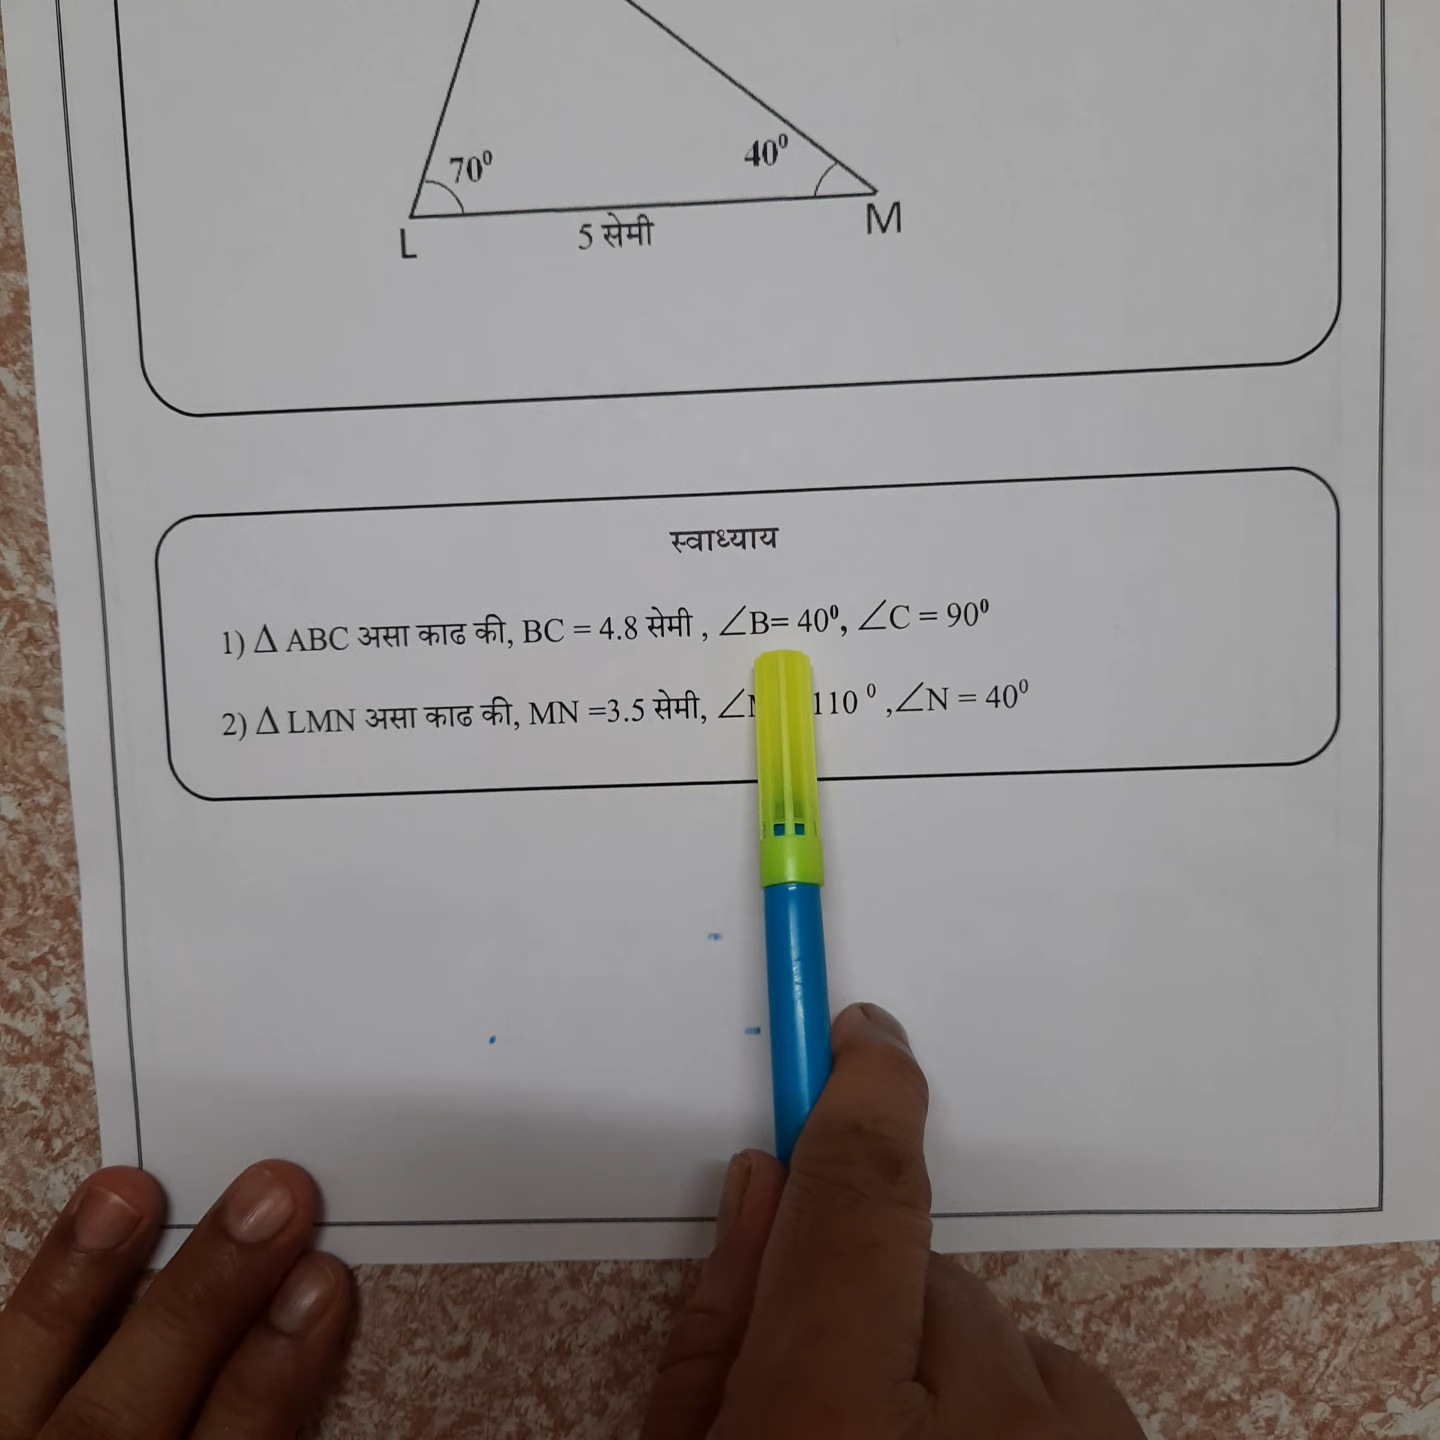 70⁰
40⁰
L
5 सेमी
M
स्वाध्याय
1) Δ ABC असा काढ की, BC = 4.8 सेमी , ∠B= 40⁰, ∠C = 90⁰
2) Δ LMN असा काढ की, MN =3.5 सेमी, ∠ 110 ⁰ ,∠N = 40⁰